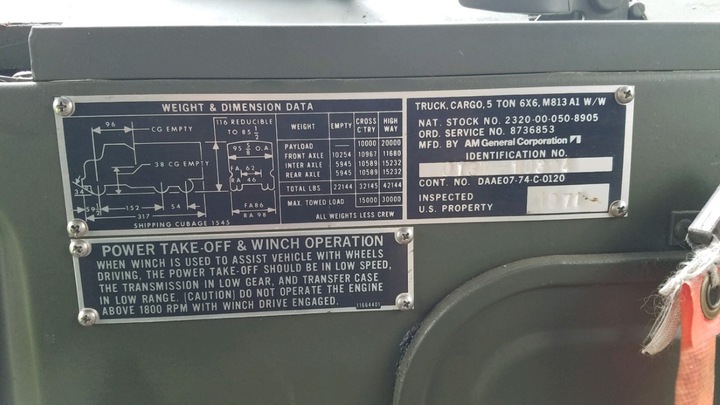 WEIGHT & DIMENSION DATA
116 REDUCIBLE
TO 85 1/2
96
CG EMPTY
95 5/8 O.A.
38 CG EMPTY
FA 62
RA 46
34
59 1/2
152
54
317
FA86
RA 98
SHIPPING CUBAGE 1545
WEIGHT EMPTY CROSS C'TRY HIGH WAY
PAYLOAD — 10000 20000
FRONT AXLE 10254 10967 11680
INTER AXLE 5945 10589 15232
REAR AXLE 5945 10589 15232
TOTAL LBS 22144 32145 42144
MAX TOWED LOAD 15000 30000
ALL WEIGHTS LESS CREW
TRUCK, CARGO, 5 TON 6X6, M813 A1 W/W
NAT. STOCK NO. 2320-00-050-8905
ORD. SERVICE NO. 8736853
MFD. BY AM General Corporation
IDENTIFICATION NO.
CONT. NO. DAAE07-74-C-0120
INSPECTED
U.S. PROPERTY
POWER TAKE-OFF & WINCH OPERATION
WHEN WINCH IS USED TO ASSIST VEHICLE WITH WHEELS
DRIVING, THE POWER TAKE-OFF SHOULD BE IN LOW SPEED,
THE TRANSMISSION IN LOW GEAR, AND TRANSFER CASE
IN LOW RANGE. (CAUTION) DO NOT OPERATE THE ENGINE
ABOVE 1800 RPM WITH WINCH DRIVE ENGAGED.
11664401